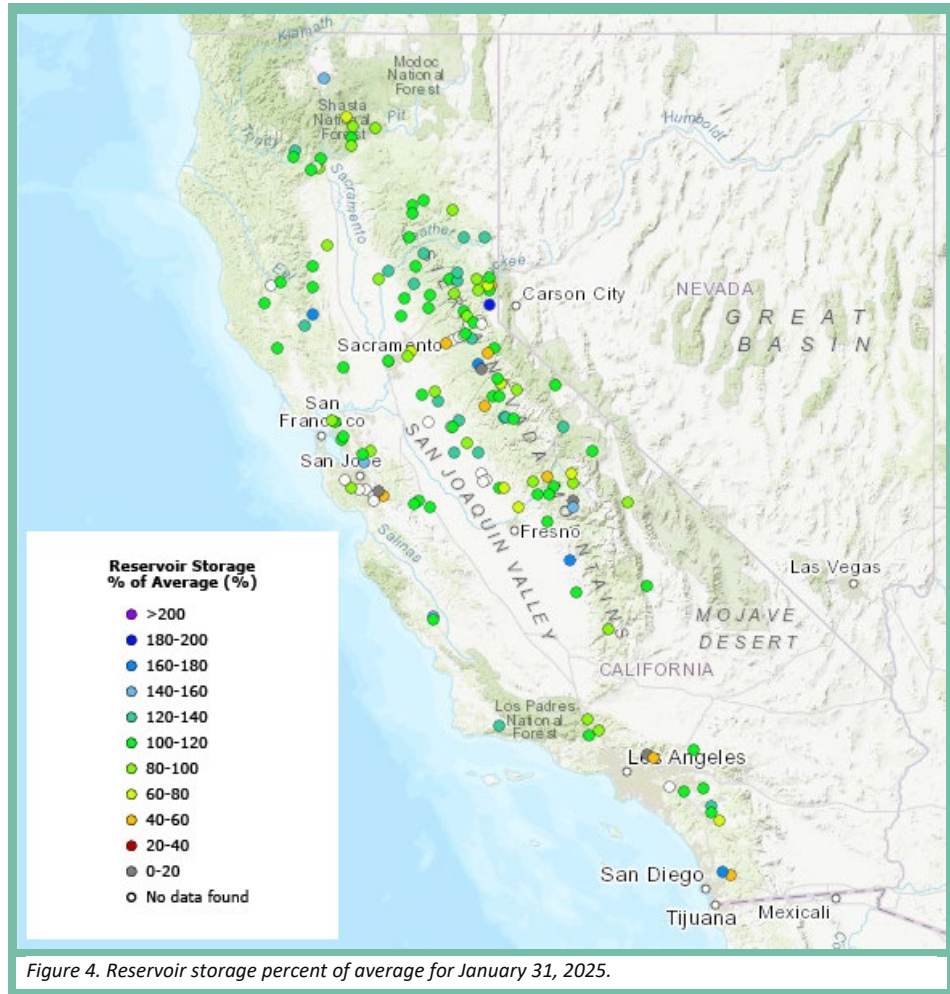 Klamath
Modoc
National
Forest
Shasta
National
Forest
Pit
Trinity
Humboldt
Sacramento
Feather
Eel
Carson City
NEVADA
GREAT
BASIN
Sacramento
SIERRA NEVADA
MOUNTAINS
San
Francisco
San Jose
SAN JOAQUIN VALLEY
Salinas
Fresno
Las Vegas
MOJAVE
DESERT
CALIFORNIA
Los Padres
National
Forest
Los Angeles
San Diego
Tijuana
Mexicali
Reservoir Storage
% of Average (%)
>200
180-200
160-180
140-160
120-140
100-120
80-100
60-80
40-60
20-40
0-20
No data found
Figure 4. Reservoir storage percent of average for January 31, 2025.